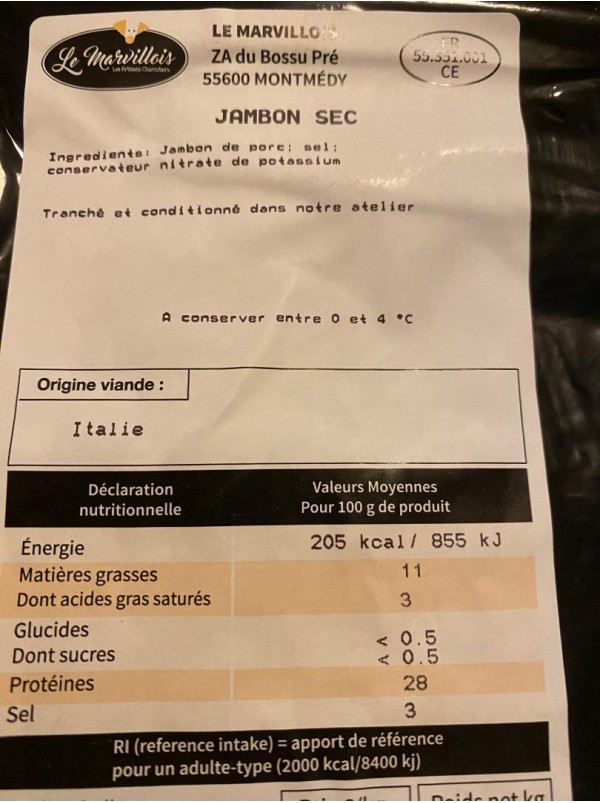 Le Marvillois
Les Artisans Charcutiers
LE MARVILLOIS
ZA du Bossu Pré
55600 MONTMÉDY
FR
55.351.001
CE
JAMBON SEC
Ingredients: Jambon de porc; sel;
conservateur nitrate de potassium
Tranché et conditionné dans notre atelier
A conserver entre 0 et 4 °C
Origine viande :
Italie
Déclaration
nutritionnelle
Valeurs Moyennes
Pour 100 g de produit
Énergie 205 kcal/ 855 kJ
Matières grasses 11
Dont acides gras saturés 3
Glucides < 0.5
Dont sucres < 0.5
Protéines 28
Sel 3
RI (reference intake) = apport de référence
pour un adulte-type (2000 kcal/8400 kj)
Poids net kg